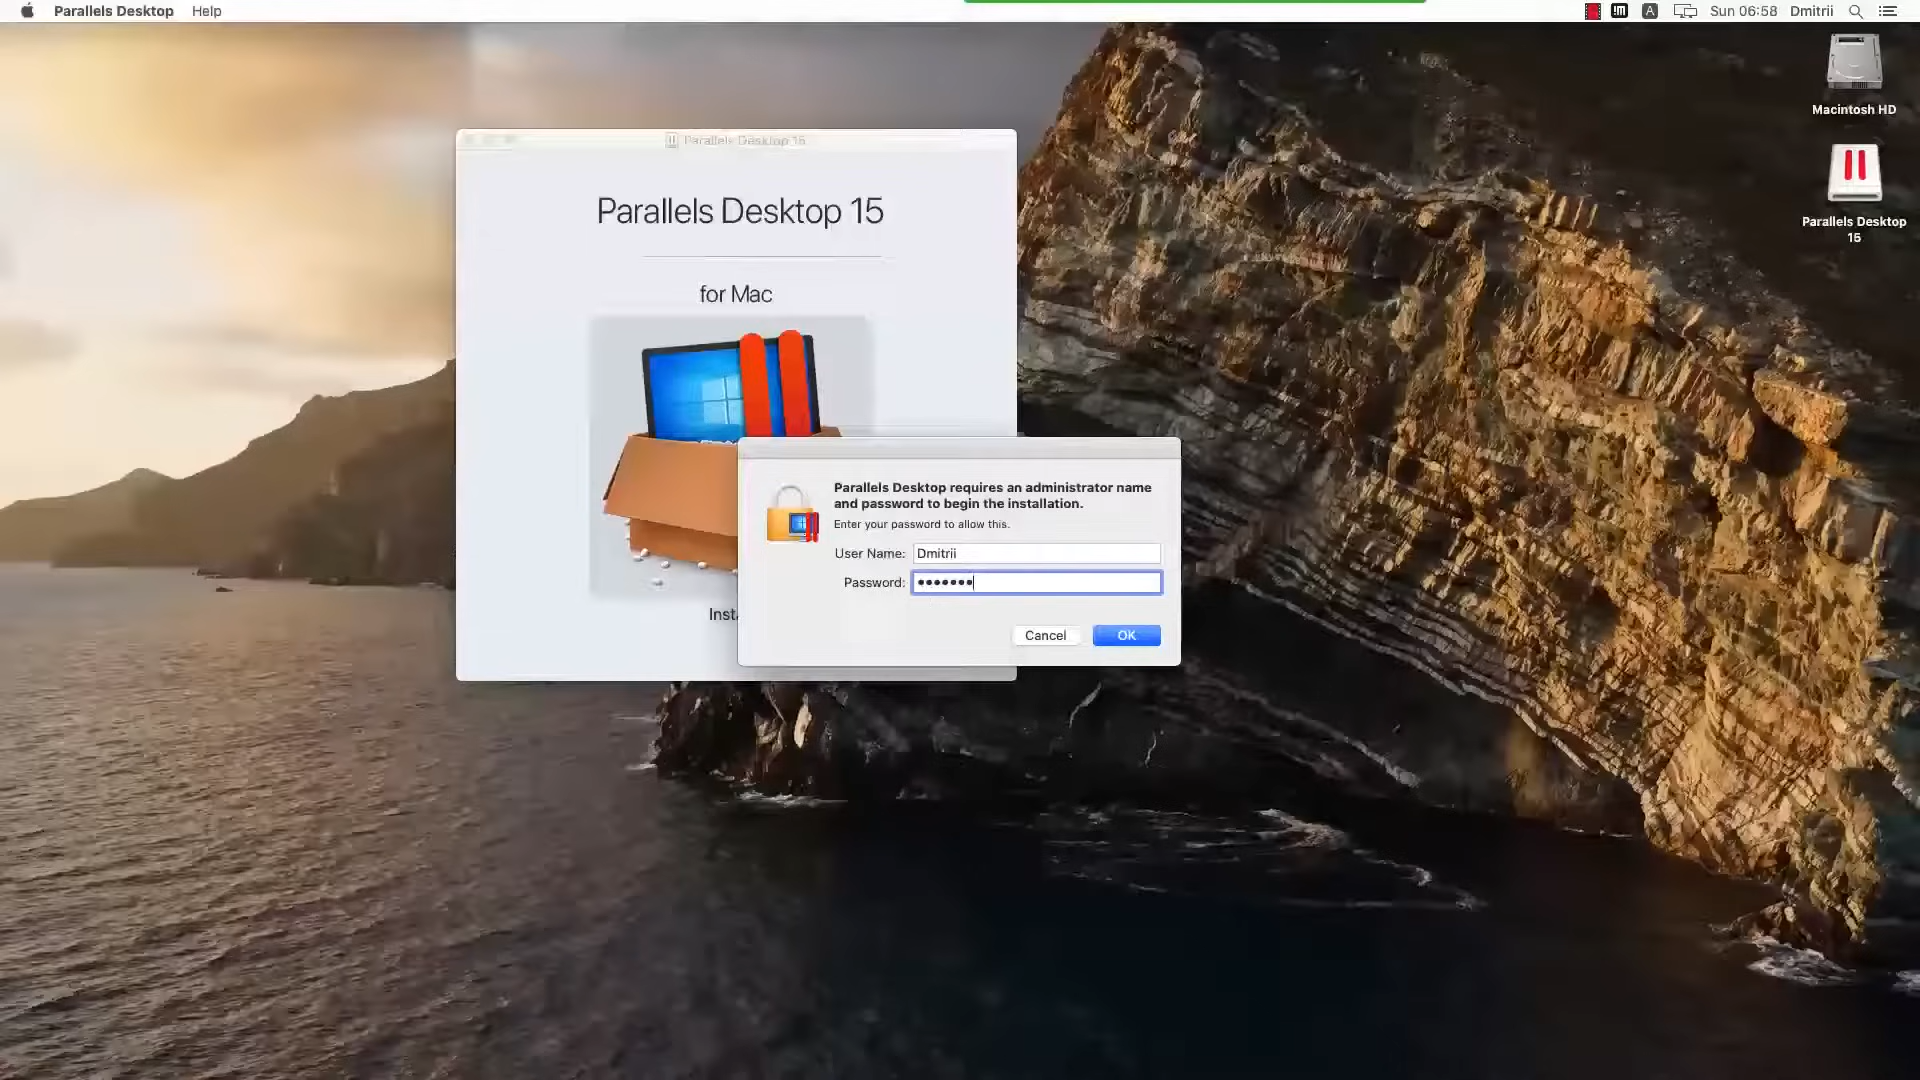 Parallels Desktop Help
A Sun 06:58 Dmitrii
Macintosh HD
Parallels Desktop
15
Parallels Desktop 15
Parallels Desktop 15
for Mac
Parallels Desktop requires an administrator name
and password to begin the installation.
Enter your password to allow this.
User Name: Dmitrii
Password: •••••••
Insta
Cancel OK